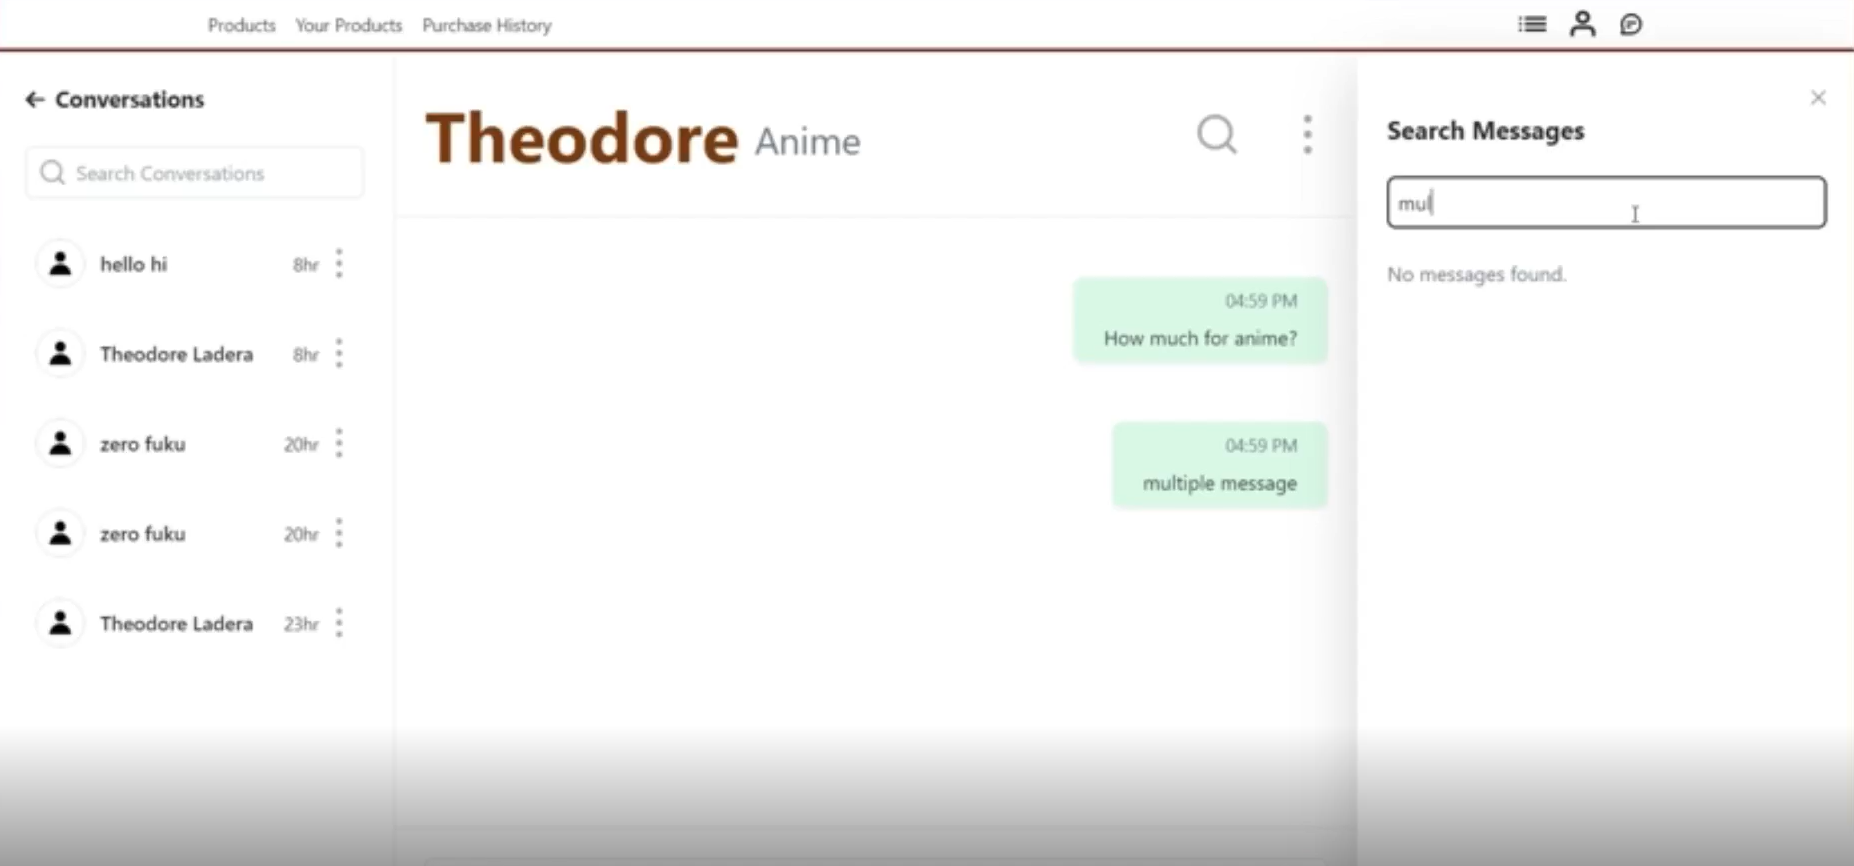 Products Your Products Purchase History
Conversations
Search Conversations
hello hi 8hr
Theodore Ladera 8hr
zero fuku 20hr
zero fuku 20hr
Theodore Ladera 23hr
Theodore Anime
04:59 PM
How much for anime?
04:59 PM
multiple message
Search Messages
mul
No messages found.